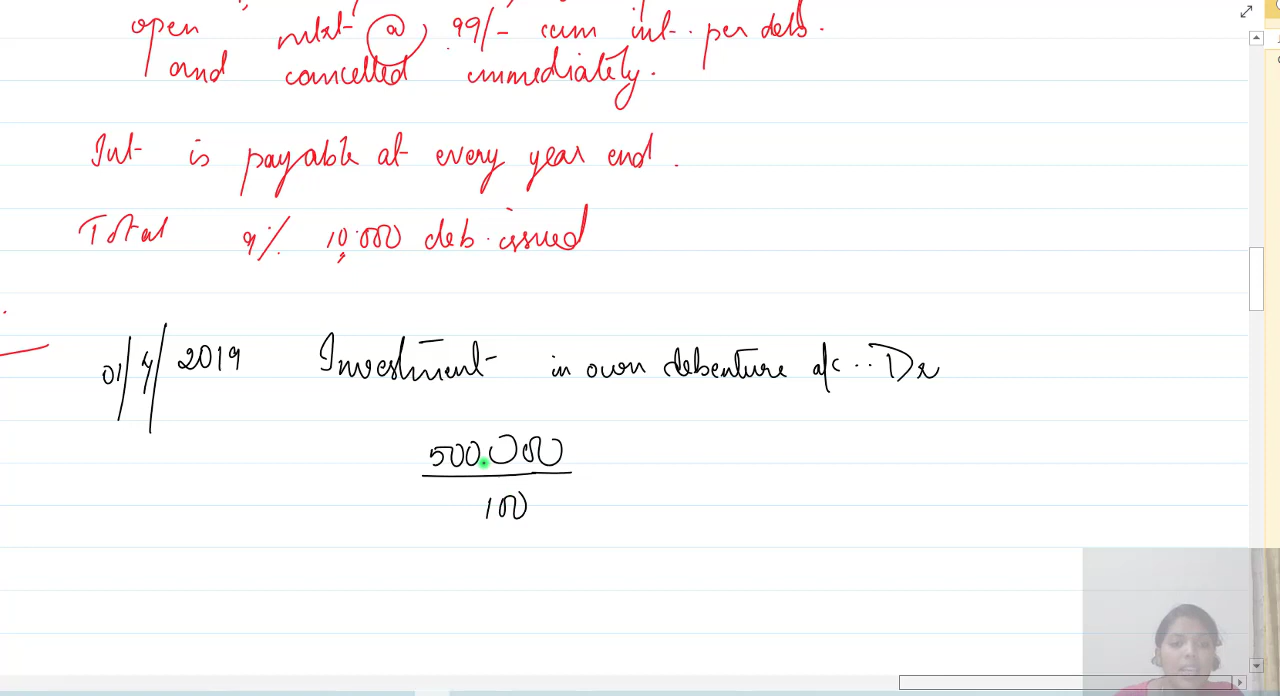 open mkt @, 99/- cum int. per deb.
and cancelled immediately.
Int is payable at every year end.
Total 9% 10,000 deb. issued
01/4/2019 Investment in own debenture a/c .. Dr
500,000
100